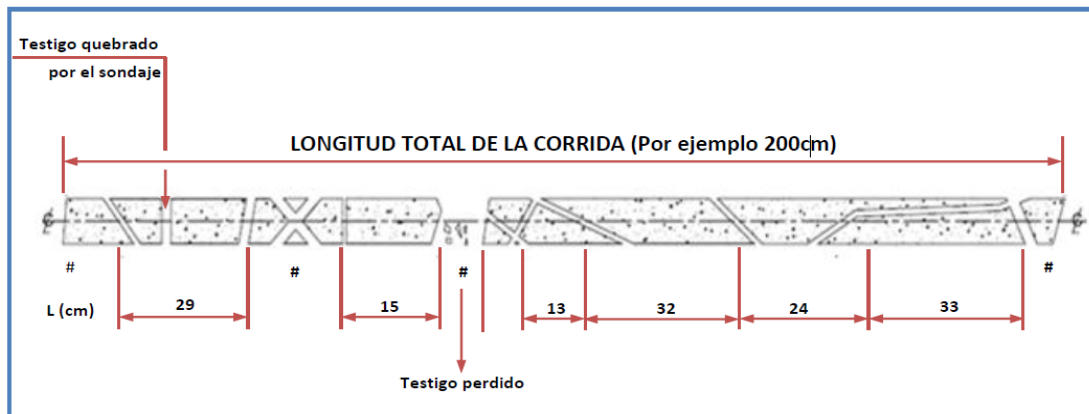 Testigo quebrado
por el sondaje
LONGITUD TOTAL DE LA CORRIDA (Por ejemplo 200cm)
℄ ℄
# # # #
L (cm) 29 15 13 32 24 33
Testigo perdido